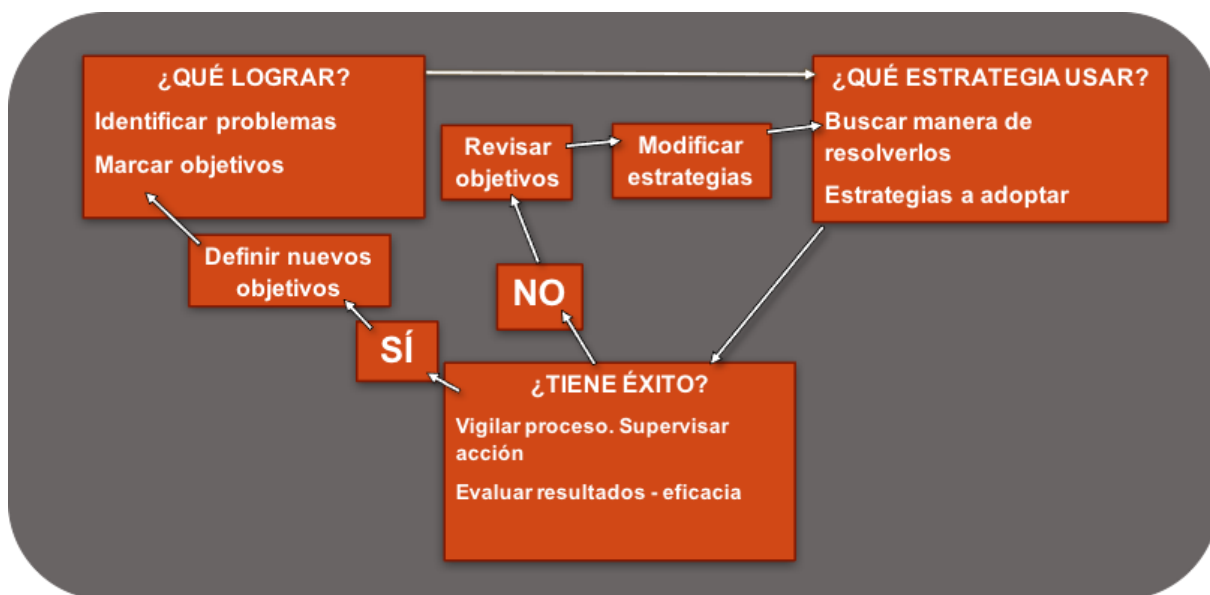 ¿QUÉ LOGRAR?
Identificar problemas
Marcar objetivos
¿QUÉ ESTRATEGIA USAR?
Buscar manera de
resolverlos
Estrategias a adoptar
Revisar
objetivos
Modificar
estrategias
Definir nuevos
objetivos
NO
SÍ
¿TIENE ÉXITO?
Vigilar proceso. Supervisar
acción
Evaluar resultados - eficacia